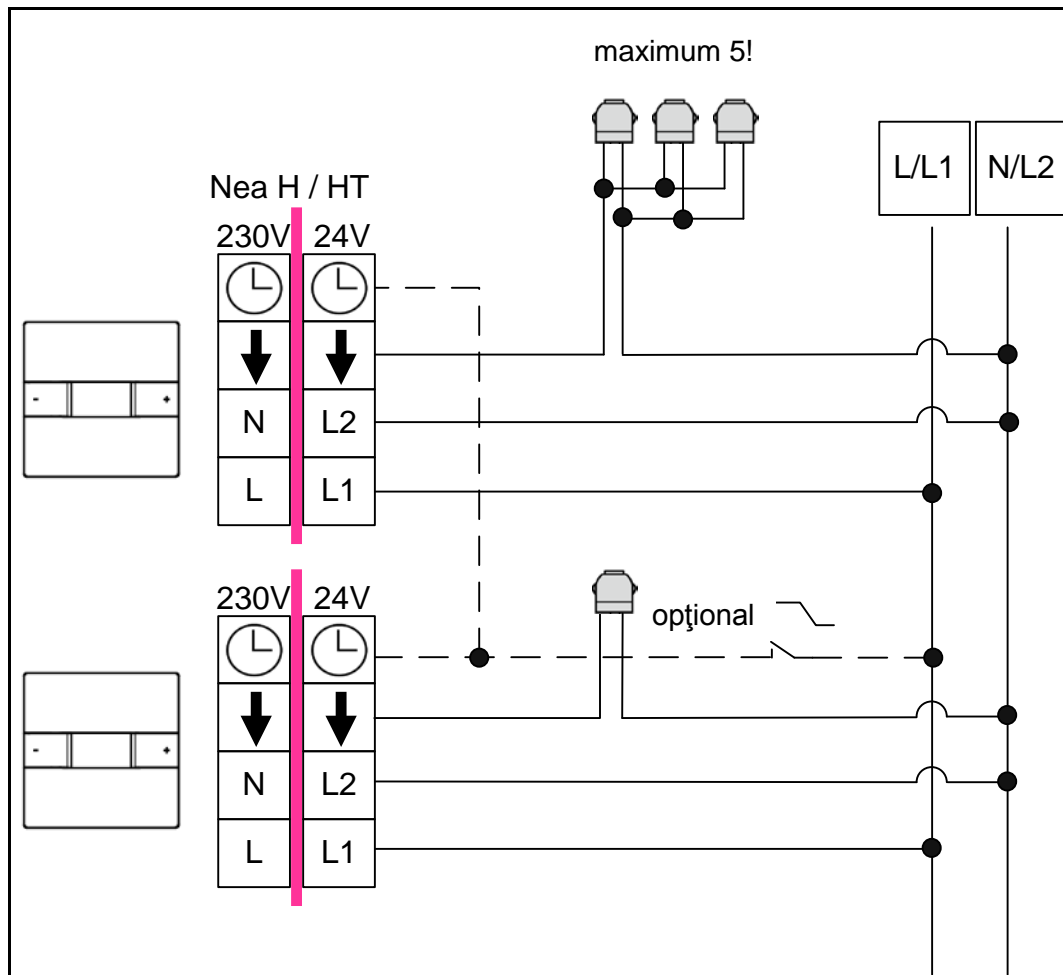 maximum 5!
L/L1 N/L2
Nea H / HT
230V 24V
- +
N L2
L L1
230V 24V
opţional
- +
N L2
L L1